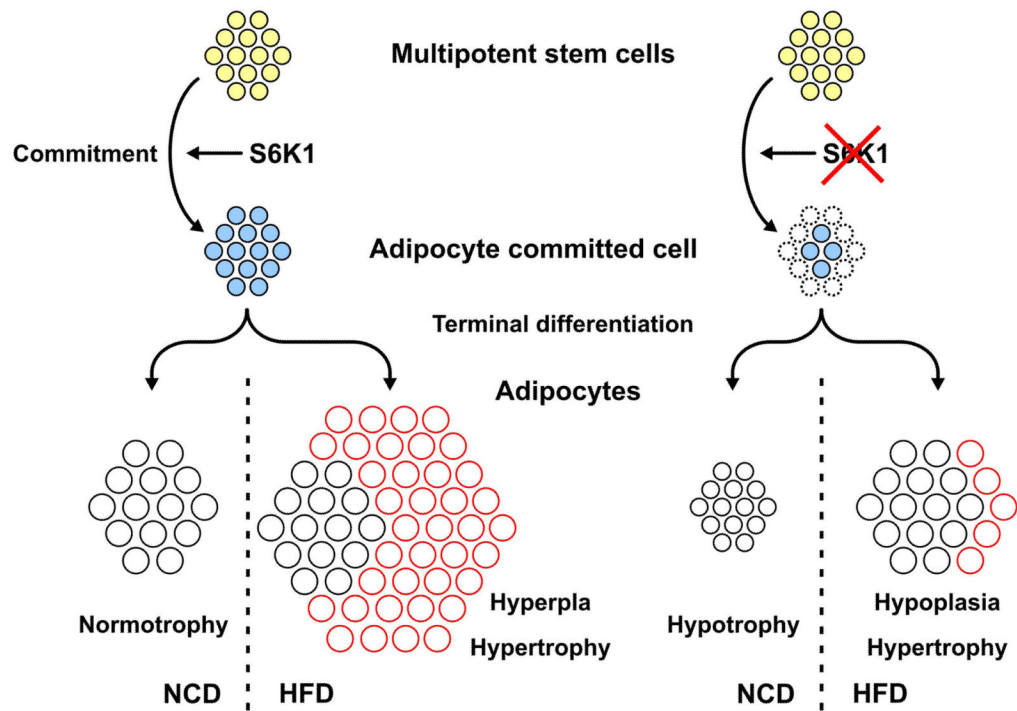 Multipotent stem cells
Commitment
S6K1
S6K1
Adipocyte committed cell
Terminal differentiation
Adipocytes
Normotrophy
Hyperpla
Hypertrophy
Hypotrophy
Hypoplasia
Hypertrophy
NCD
HFD
NCD
HFD